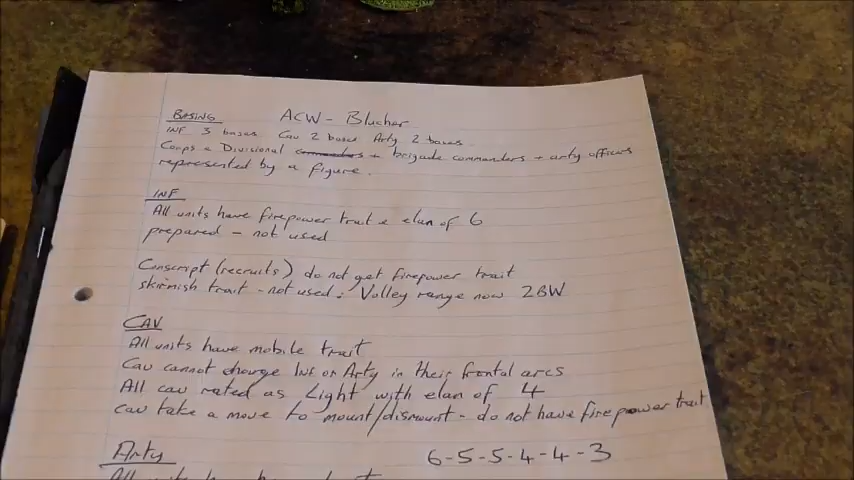 ACW - Blucher
BASING
INF 3 bases Cav 2 bases Arty 2 bases
Corps & Divisional commanders + brigade commanders + arty officers
represented by a figure.
INF
All units have firepower trait & elan of 6
prepared - not used
Conscript (recruits) do not get firepower trait
skirmish trait - not used: Volley range now 2BW
CAV
All units have mobile trait
Cav cannot charge Inf or Arty in their frontal arcs
All cav rated as Light with elan of 4
cav take a move to mount/dismount - do not have firepower trait
Arty
6-5-5-4-4-3
All units